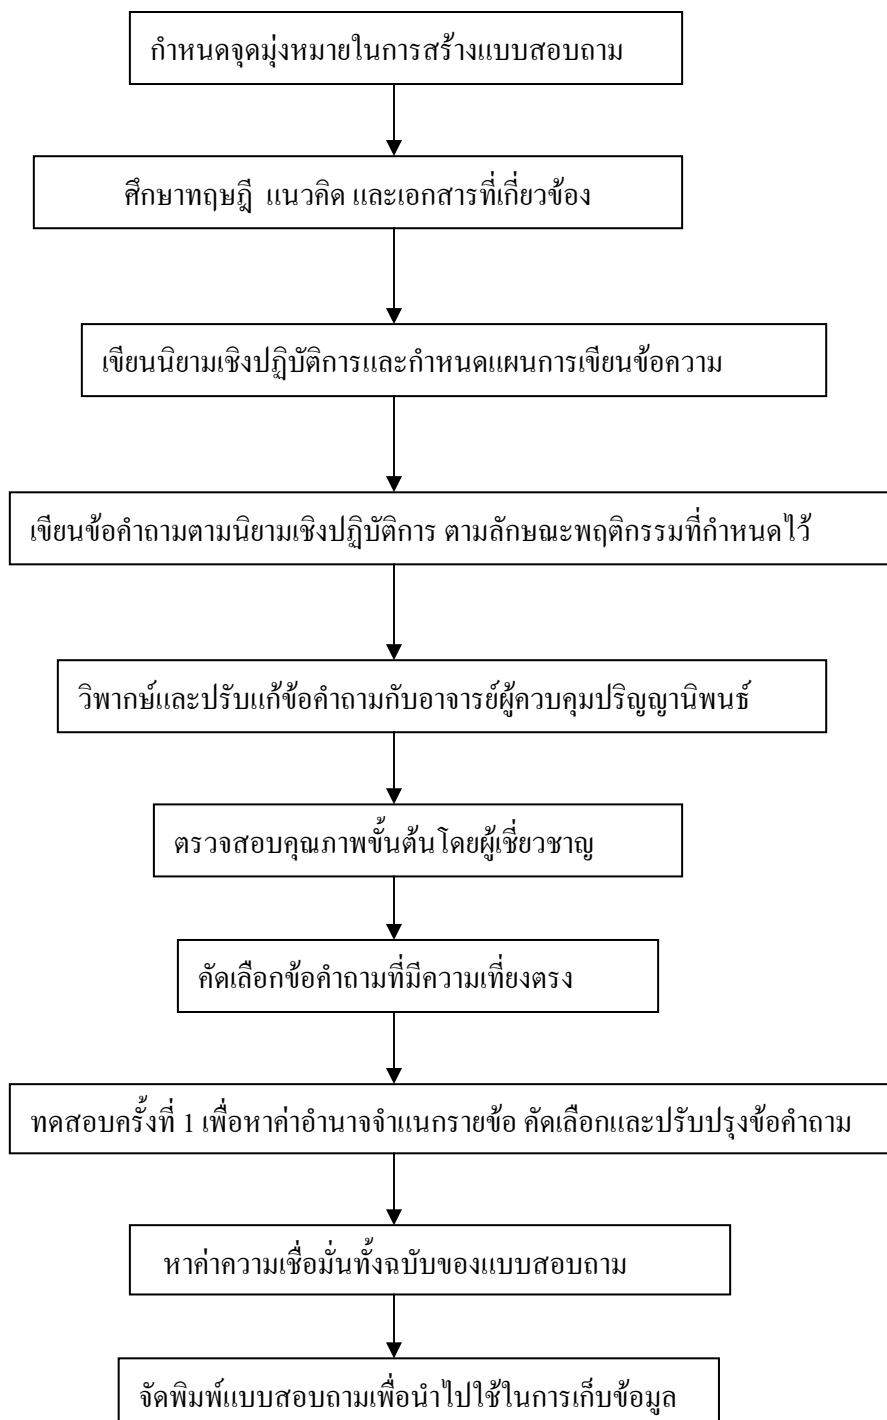 กำหนดจุดมุ่งหมายในการสร้างแบบสอบถาม
ศึกษาทฤษฎี แนวคิด และเอกสารที่เกี่ยวข้อง
เขียนนิยามเชิงปฏิบัติการและกำหนดแผนการเขียนข้อความ
เขียนข้อคำถามตามนิยามเชิงปฏิบัติการ ตามลักษณะพฤติกรรมที่กำหนดไว้
วิพากษ์และปรับแก้ข้อคำถามกับอาจารย์ผู้ควบคุมปริญญานิพนธ์
ตรวจสอบคุณภาพขั้นต้นโดยผู้เชี่ยวชาญ
คัดเลือกข้อคำถามที่มีความเที่ยงตรง
ทดสอบครั้งที่ 1 เพื่อหาค่าอำนาจจำแนกรายข้อ คัดเลือกและปรับปรุงข้อคำถาม
หาค่าความเชื่อมั่นทั้งฉบับของแบบสอบถาม
จัดพิมพ์แบบสอบถามเพื่อนำไปใช้ในการเก็บข้อมูล